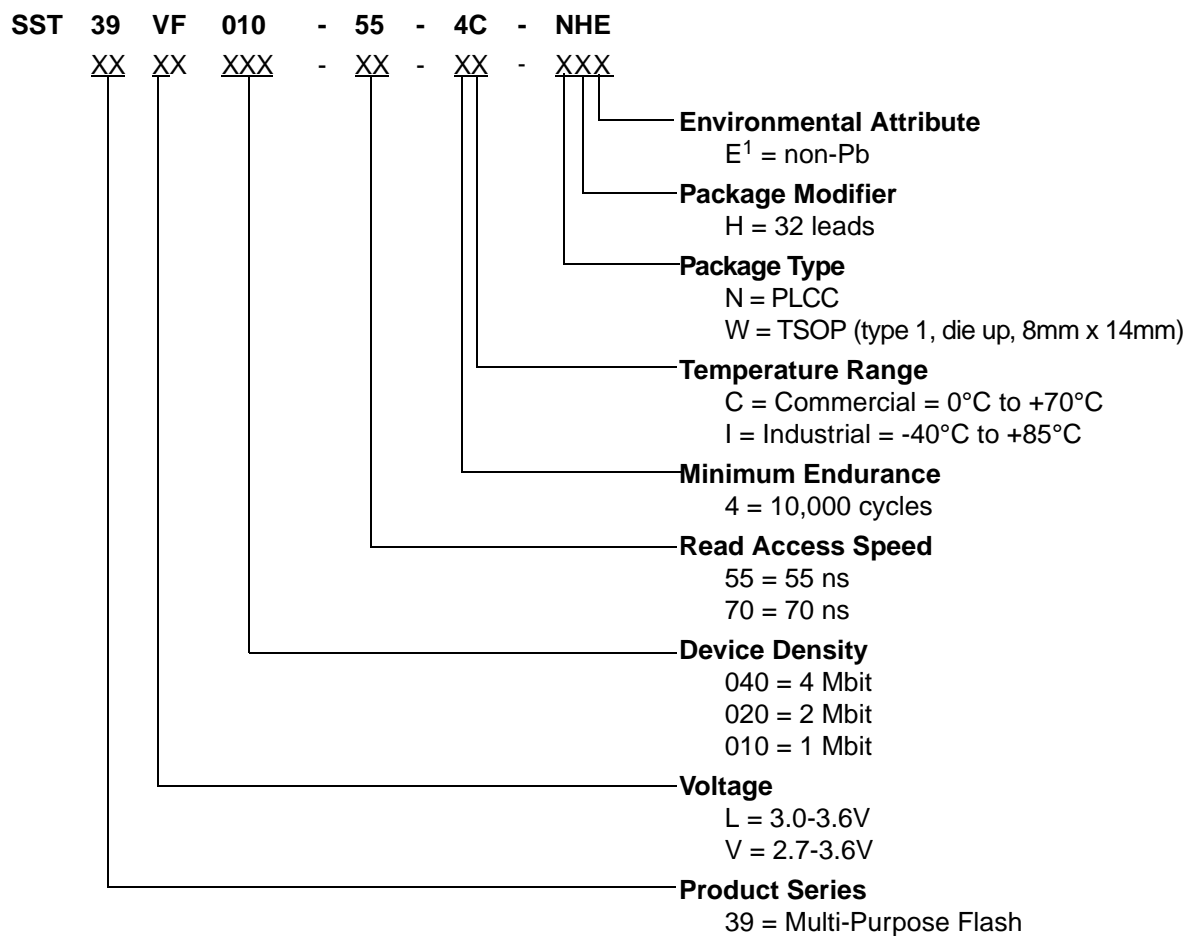 SST 39 VF 010 - 55 - 4C - NHE
XX XX XXX - XX - XX - XXX
Environmental Attribute
E1 = non-Pb
Package Modifier
H = 32 leads
Package Type
N = PLCC
W = TSOP (type 1, die up, 8mm x 14mm)
Temperature Range
C = Commercial = 0°C to +70°C
I = Industrial = -40°C to +85°C
Minimum Endurance
4 = 10,000 cycles
Read Access Speed
55 = 55 ns
70 = 70 ns
Device Density
040 = 4 Mbit
020 = 2 Mbit
010 = 1 Mbit
Voltage
L = 3.0-3.6V
V = 2.7-3.6V
Product Series
39 = Multi-Purpose Flash